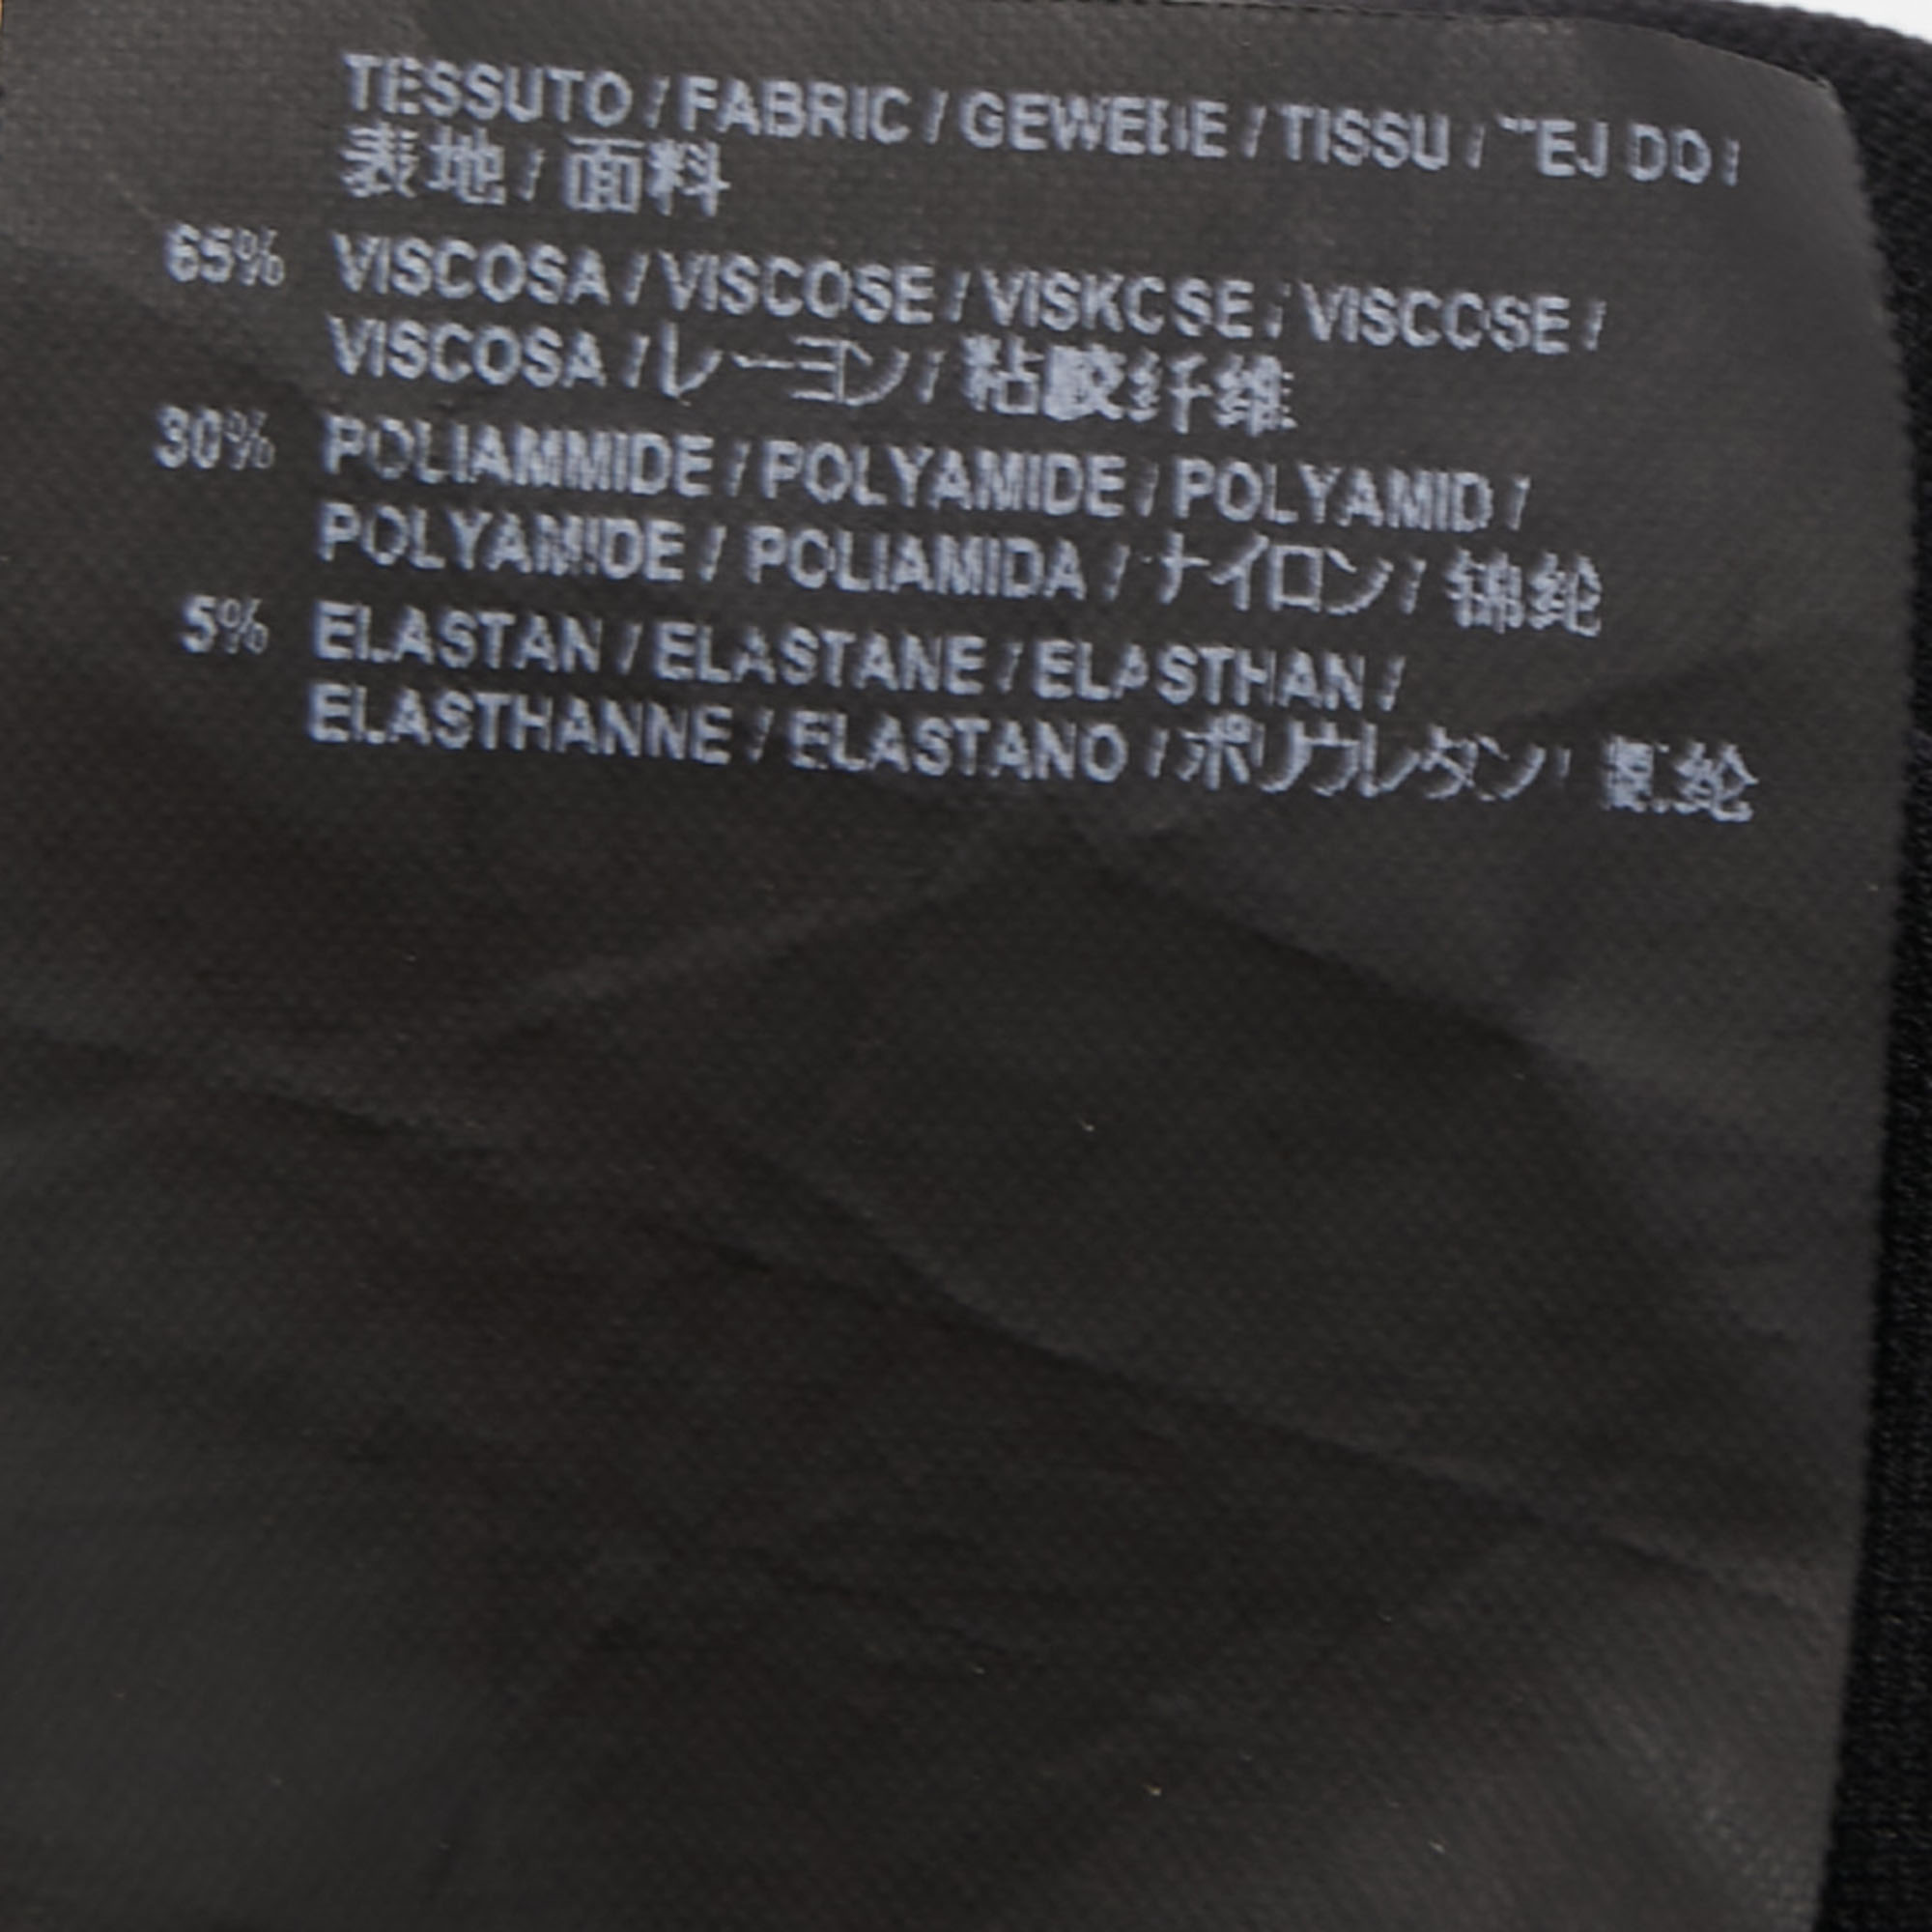 TESSUTO / FABRIC / GEWEBE / TISSU / TEJIDO /
表地 / 面料
65% VISCOSA / VISCOSE / VISKOSE / VISCOSE /
VISCOSA / レーヨン / 粘胶纤维
30% POLIAMMIDE / POLYAMIDE / POLYAMID /
POLYAMIDE / POLIAMIDA / ナイロン / 锦纶
5% ELASTAN / ELASTANE / ELASTHAN /
ELASTHANNE / ELASTANO / ポリウレタン / 氨纶